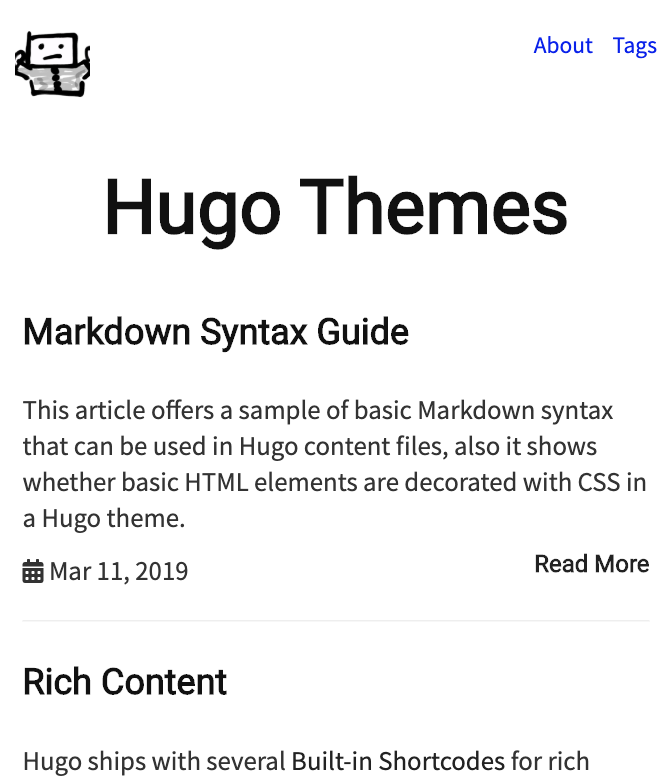 About Tags
Hugo Themes
Markdown Syntax Guide
This article offers a sample of basic Markdown syntax
that can be used in Hugo content files, also it shows
whether basic HTML elements are decorated with CSS in
a Hugo theme.
Mar 11, 2019
Read More
Rich Content
Hugo ships with several Built-in Shortcodes for rich